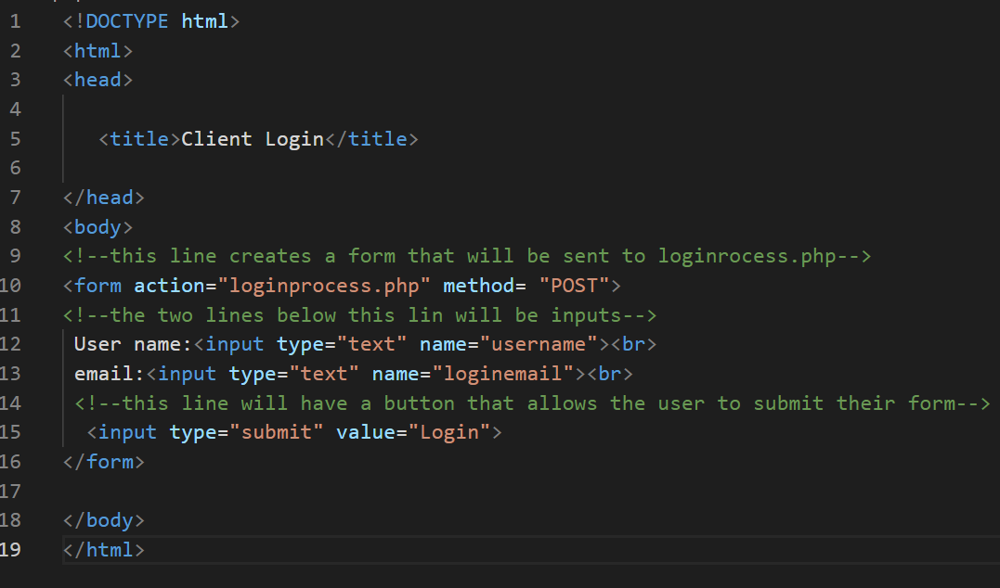 1 <!DOCTYPE html>
2 <html>
3 <head>
4
5 <title>Client Login</title>
6
7 </head>
8 <body>
9 <!--this line creates a form that will be sent to loginrocess.php-->
10 <form action="loginprocess.php" method= "POST">
11 <!--the two lines below this lin will be inputs-->
12 User name:<input type="text" name="username"><br>
13 email:<input type="text" name="loginemail"><br>
14 <!--this line will have a button that allows the user to submit their form-->
15 <input type="submit" value="Login">
16 </form>
17
18 </body>
19 </html>